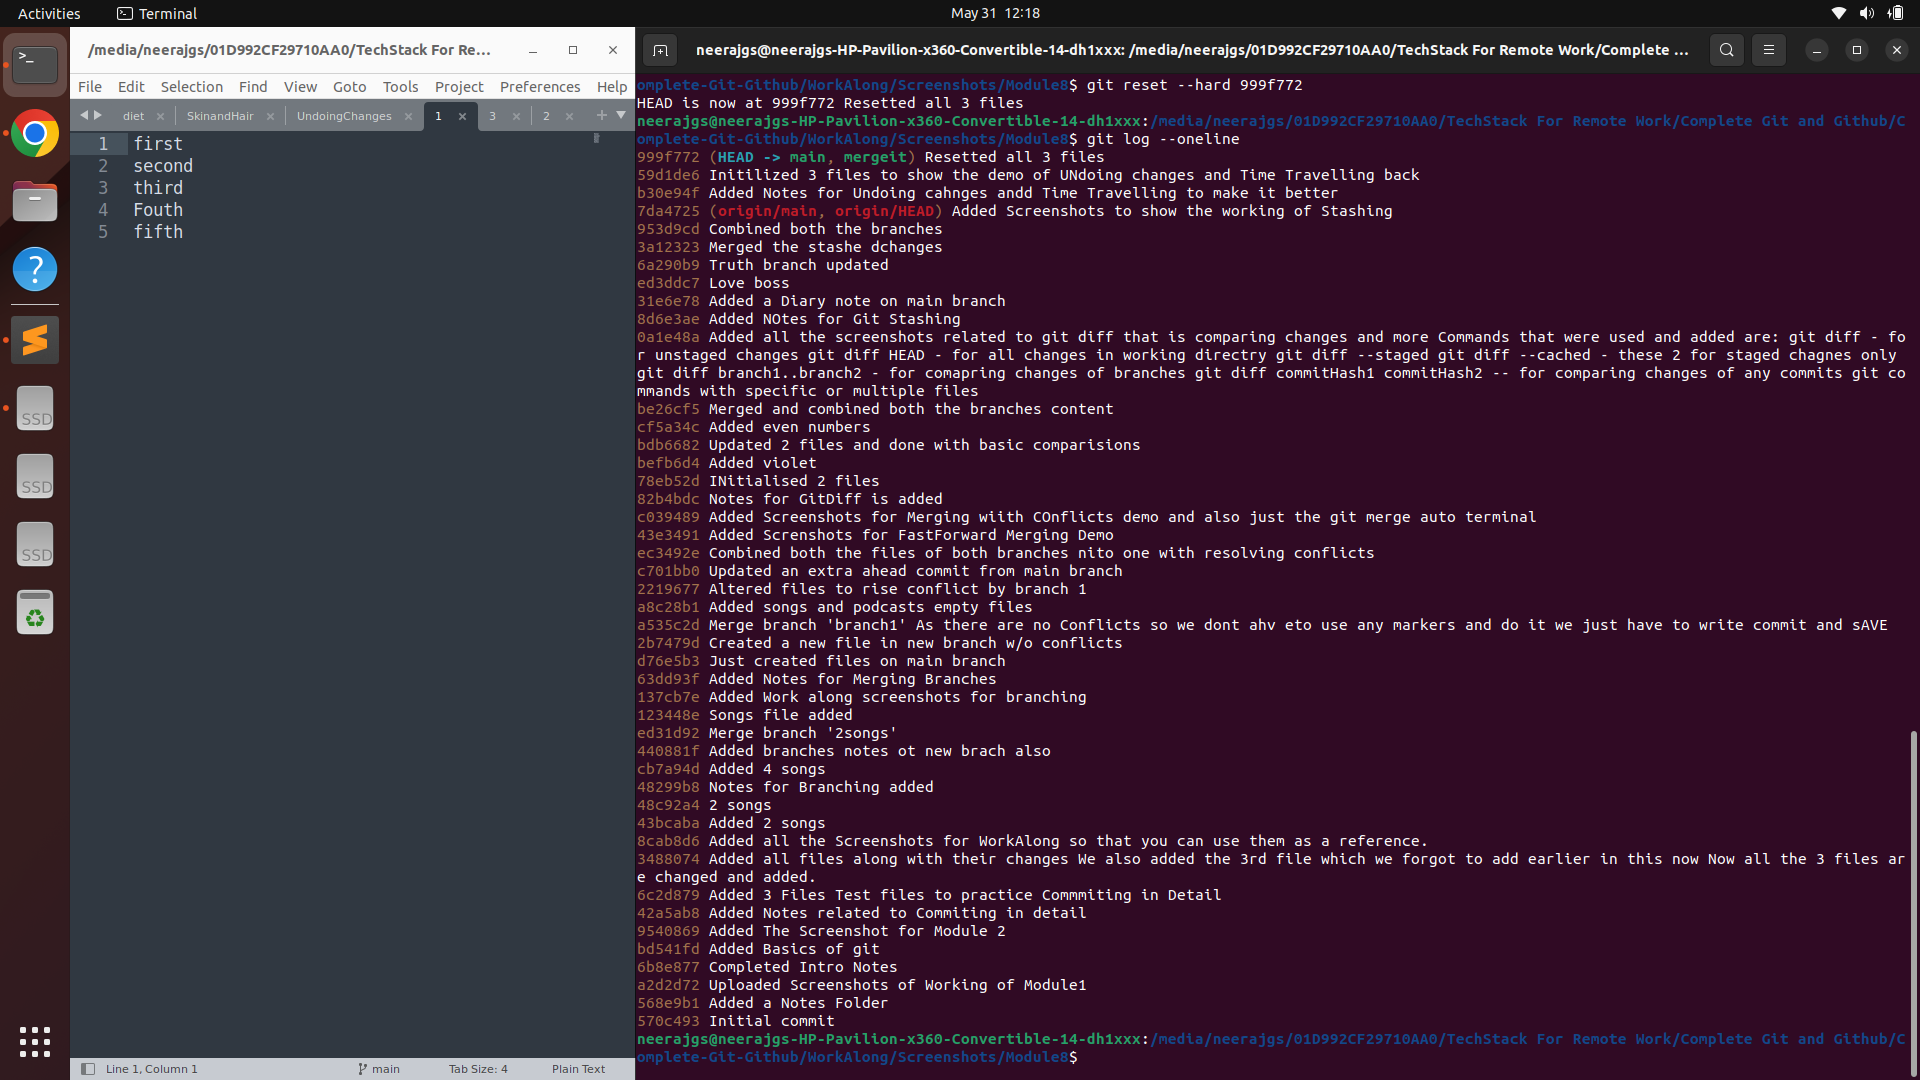 Activities
Terminal
May 31 12:18
/media/neerajgs/01D992CF29710AA0/TechStack For Re...
File Edit Selection Find View Goto Tools Project Preferences Help
diet SkinandHair UndoingChanges 1 3 2
1 first
2 second
3 third
4 Fouth
5 fifth
Line 1, Column 1 main Tab Size: 4 Plain Text
SSD
SSD
SSD
neerajgs@neerajgs-HP-Pavilion-x360-Convertible-14-dh1xxx: /media/neerajgs/01D992CF29710AA0/TechStack For Remote Work/Complete ...
omplete-Git-Github/WorkAlong/Screenshots/Module8$ git reset --hard 999f772
HEAD is now at 999f772 Resetted all 3 files
neerajgs@neerajgs-HP-Pavilion-x360-Convertible-14-dh1xxx:/media/neerajgs/01D992CF29710AA0/TechStack For Remote Work/Complete Git and Github/C
omplete-Git-Github/WorkAlong/Screenshots/Module8$ git log --oneline
999f772 (HEAD -> main, mergeit) Resetted all 3 files
59d1de6 Initilized 3 files to show the demo of UNdoing changes and Time Travelling back
b30e94f Added Notes for Undoing cahnges andd Time Travelling to make it better
7da4725 (origin/main, origin/HEAD) Added Screenshots to show the working of Stashing
953d9cd Combined both the branches
3a12323 Merged the stashe dchanges
6a290b9 Truth branch updated
ed3ddc7 Love boss
31e6e78 Added a Diary note on main branch
8d6e3ae Added NOtes for Git Stashing
0a1e48a Added all the screenshots related to git diff that is comparing changes and more Commands that were used and added are: git diff - fo
r unstaged changes git diff HEAD - for all changes in working directry git diff --staged git diff --cached - these 2 for staged chagnes only
git diff branch1..branch2 - for comapring changes of branches git diff commitHash1 commitHash2 -- for comparing changes of any commits git co
mmands with specific or multiple files
be26cf5 Merged and combined both the branches content
cf5a34c Added even numbers
bdb6682 Updated 2 files and done with basic comparisions
befb6d4 Added violet
78eb52d INitialised 2 files
82b4bdc Notes for GitDiff is added
c039489 Added Screenshots for Merging wiith COnflicts demo and also just the git merge auto terminal
43e3491 Added Screnshots for FastForward Merging Demo
ec3492e Combined both the files of both branches nito one with resolving conflicts
c701bb0 Updated an extra ahead commit from main branch
2219677 Altered files to rise conflict by branch 1
a8c28b1 Added songs and podcasts empty files
a535c2d Merge branch 'branch1' As there are no Conflicts so we dont ahv eto use any markers and do it we just have to write commit and sAVE
2b7479d Created a new file in new branch w/o conflicts
d76e5b3 Just created files on main branch
63dd93f Added Notes for Merging Branches
137cb7e Added Work along screenshots for branching
123448e Songs file added
ed31d92 Merge branch '2songs'
440881f Added branches notes ot new brach also
cb7a94d Added 4 songs
48299b8 Notes for Branching added
48c92a4 2 songs
43bcaba Added 2 songs
8cab8d6 Added all the Screenshots for WorkAlong so that you can use them as a reference.
3488074 Added all files along with their changes We also added the 3rd file which we forgot to add earlier in this now Now all the 3 files ar
e changed and added.
6c2d879 Added 3 Files Test files to practice Commmiting in Detail
42a5ab8 Added Notes related to Commiting in detail
9540869 Added The Screenshot for Module 2
bd541fd Added Basics of git
6b8e877 Completed Intro Notes
a2d2d72 Uploaded Screenshots of Working of Module1
568e9b1 Added a Notes Folder
570c493 Initial commit
neerajgs@neerajgs-HP-Pavilion-x360-Convertible-14-dh1xxx:/media/neerajgs/01D992CF29710AA0/TechStack For Remote Work/Complete Git and Github/C
omplete-Git-Github/WorkAlong/Screenshots/Module8$